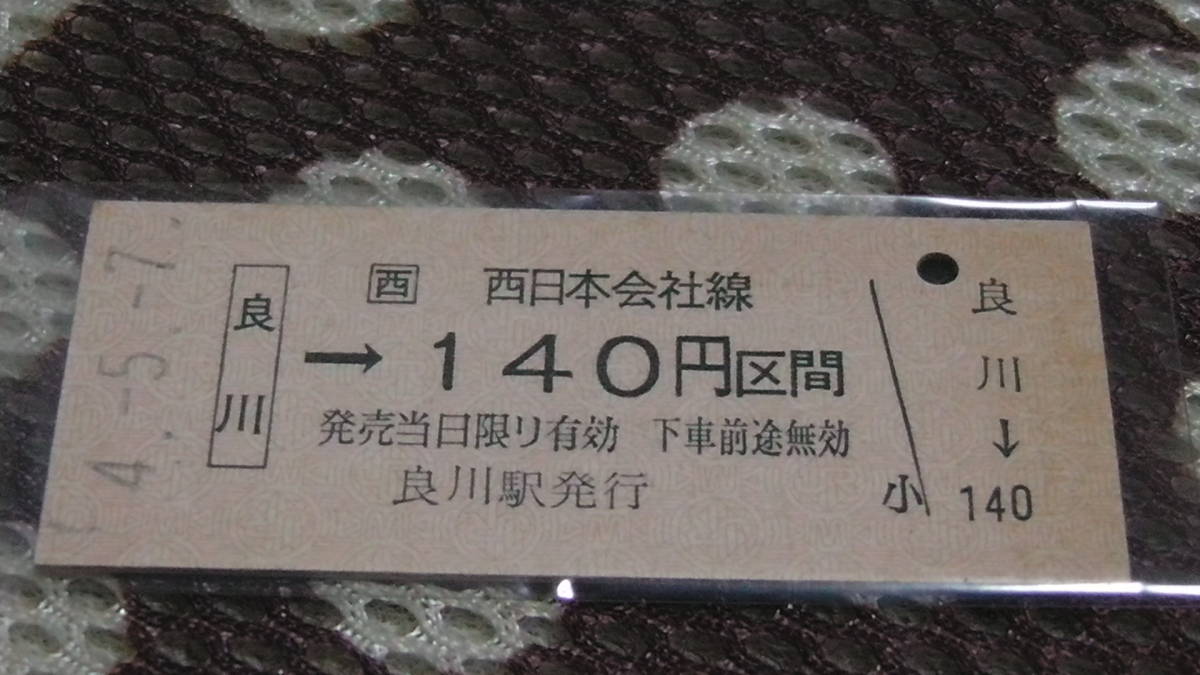 4.-5.-7.
良川
西 西日本会社線
→140円区間
発売当日限り有効 下車前途無効
良川駅発行
小
良川
↓
140